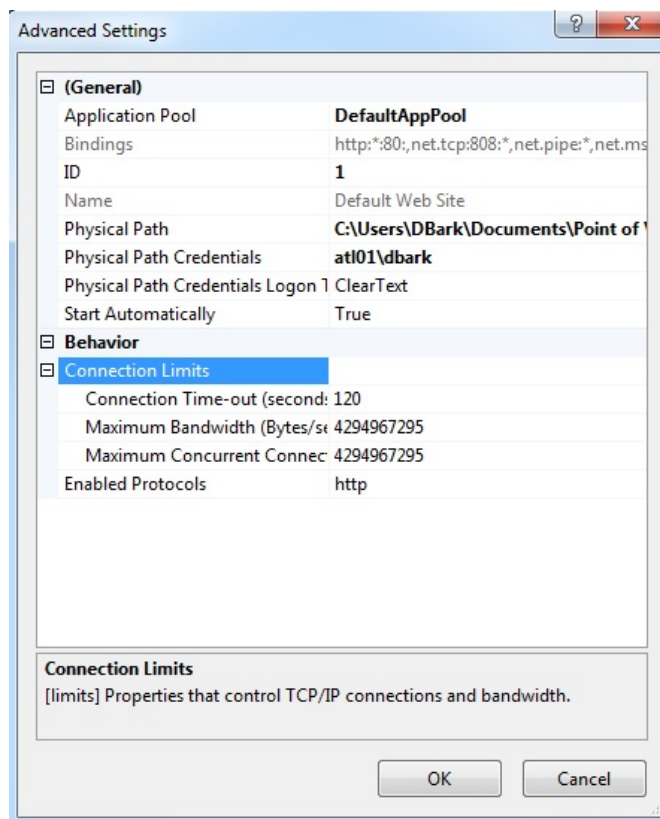 Advanced Settings
(General)
Application Pool DefaultAppPool
Bindings http:*:80:,net.tcp:808:*,net.pipe:*,net.ms
ID 1
Name Default Web Site
Physical Path C:\Users\DBark\Documents\Point of
Physical Path Credentials atl01\dbark
Physical Path Credentials Logon ClearText
Start Automatically True
Behavior
Connection Limits
Connection Time-out (second 120
Maximum Bandwidth (Bytes/se 4294967295
Maximum Concurrent Connec 4294967295
Enabled Protocols http
Connection Limits
[limits] Properties that control TCP/IP connections and bandwidth.
OK Cancel